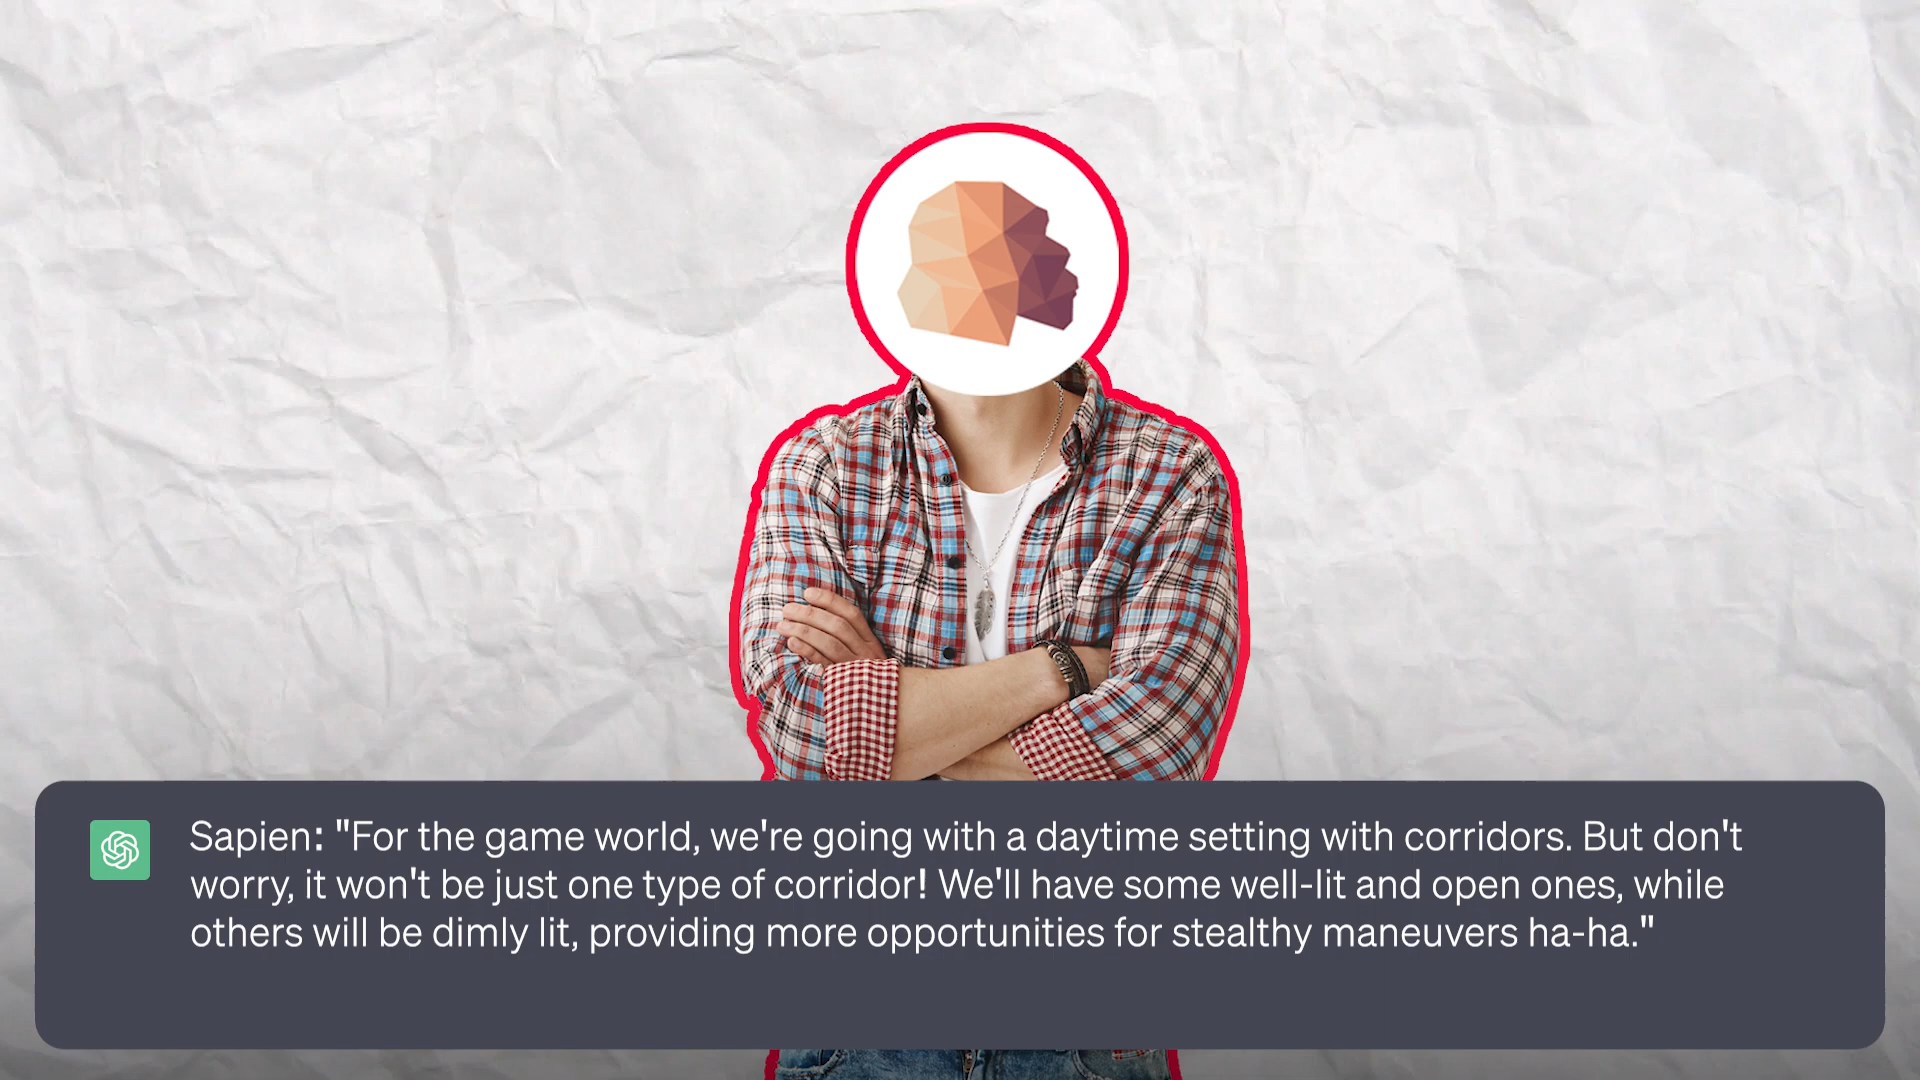 Sapien: "For the game world, we're going with a daytime setting with corridors. But don't
worry, it won't be just one type of corridor! We'll have some well-lit and open ones, while
others will be dimly lit, providing more opportunities for stealthy maneuvers ha-ha."